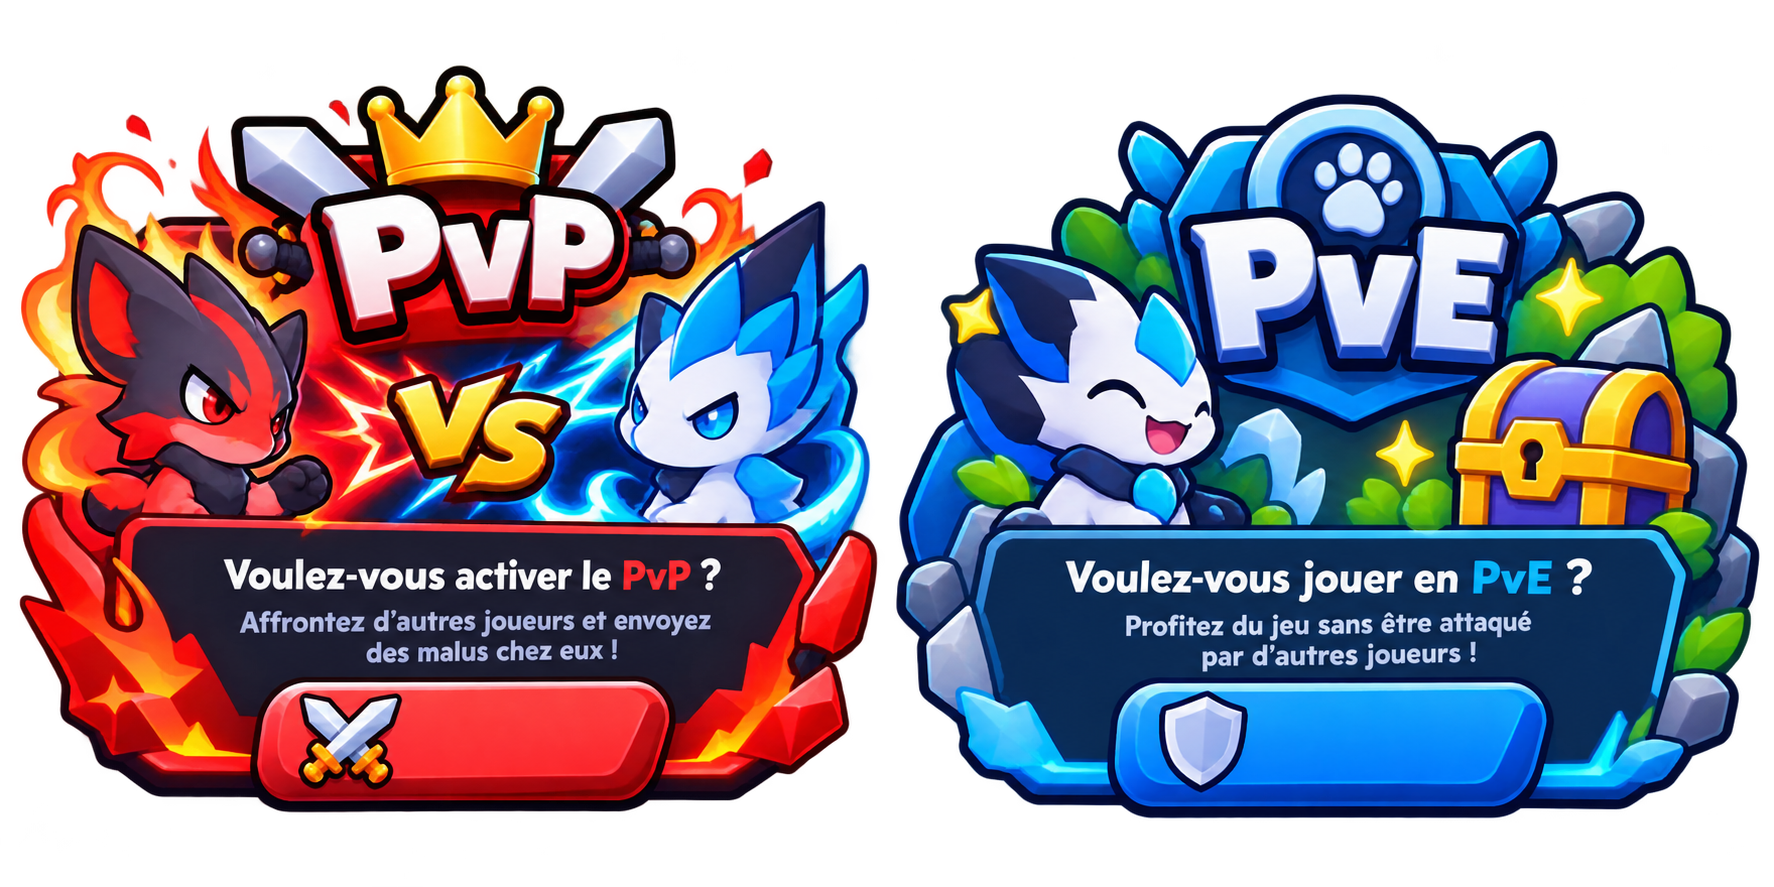 PvP
VS
Voulez-vous activer le PvP ?
Affrontez d'autres joueurs et envoyez
des malus chez eux !
PvE
Voulez-vous jouer en PvE ?
Profitez du jeu sans être attaqué
par d'autres joueurs !